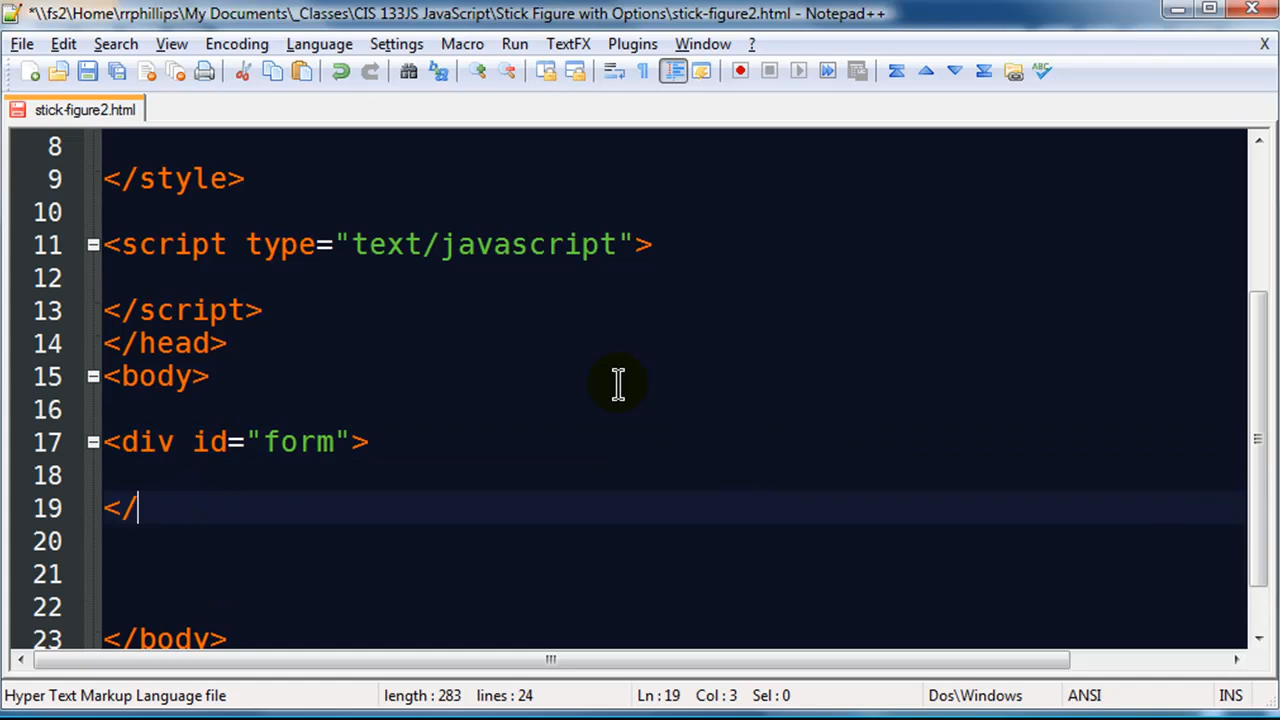 *\\fs2\Home\rrphillips\My Documents\_Classes\CIS 133JS JavaScript\Stick Figure with Options\stick-figure2.html - Notepad++
File Edit Search View Encoding Language Settings Macro Run TextFX Plugins Window ? X
stick-figure2.html
8
9 </style>
10
11 <script type="text/javascript">
12
13 </script>
14 </head>
15 <body>
16
17 <div id="form">
18
19 </
20
21
22
23 </body>
Hyper Text Markup Language file length : 283 lines : 24 Ln : 19 Col : 3 Sel : 0 Dos\Windows ANSI INS